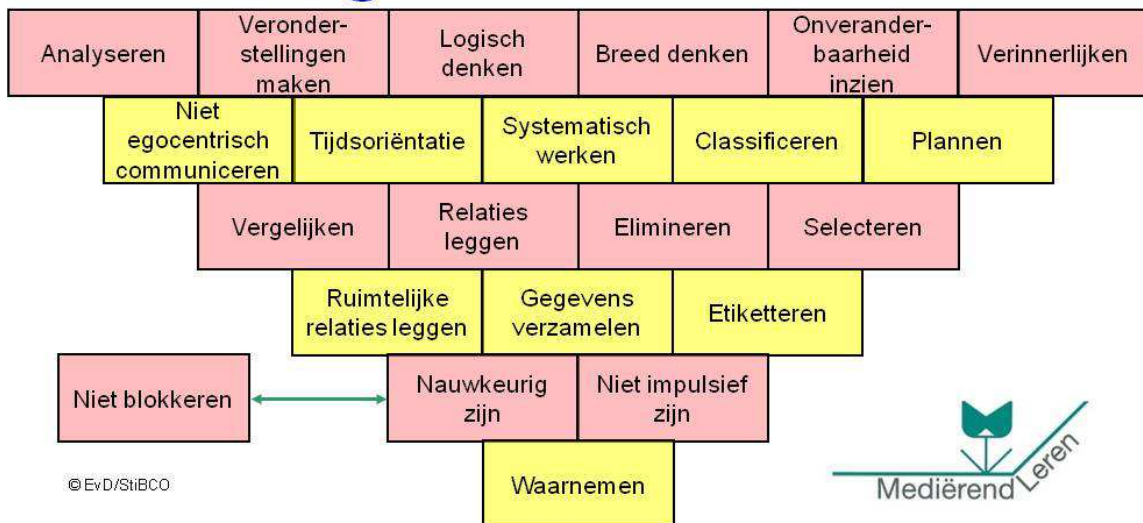 Analyseren
Veronder-
stellingen
maken
Logisch
denken
Breed denken
Onverander-
baarheid
inzien
Verinnerlijken
Niet
egocentrisch
communiceren
Tijdsoriëntatie
Systematisch
werken
Classificeren
Plannen
Vergelijken
Relaties
leggen
Elimineren
Selecteren
Ruimtelijke
relaties leggen
Gegevens
verzamelen
Etiketteren
Niet blokkeren
Nauwkeurig
zijn
Niet impulsief
zijn
Waarnemen
©EvD/StiBCO
Mediërend Leren